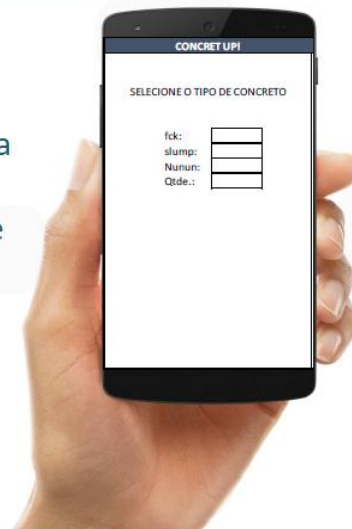 CONCRET UP!
SELECIONE O TIPO DE CONCRETO
a
fck:
slump:
e
Nunun:
Qtde.: